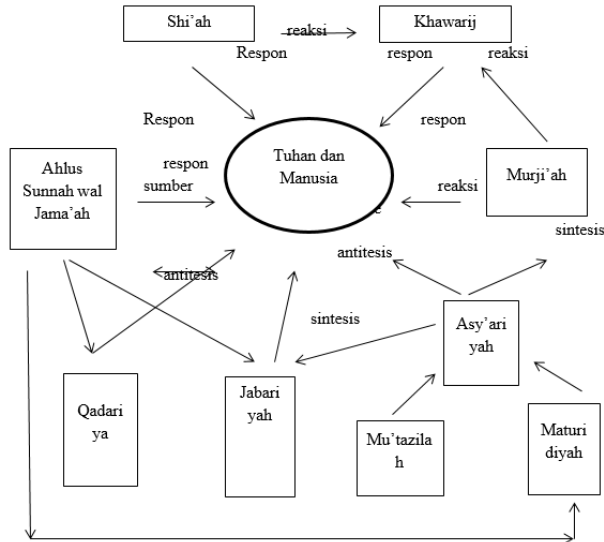 Shi’ah
reaksi
Khawarij
Respon
respon
reaksi
Respon
respon
Tuhan dan
Manusia
Ahlus
Sunnah wal
Jama’ah
respon
sumber
reaksi
Murji’ah
sintesis
antitesis
antitesis
sintesis
Asy’ari
yah
Qadari
ya
Jabari
yah
Mu’tazila
h
Maturi
diyah